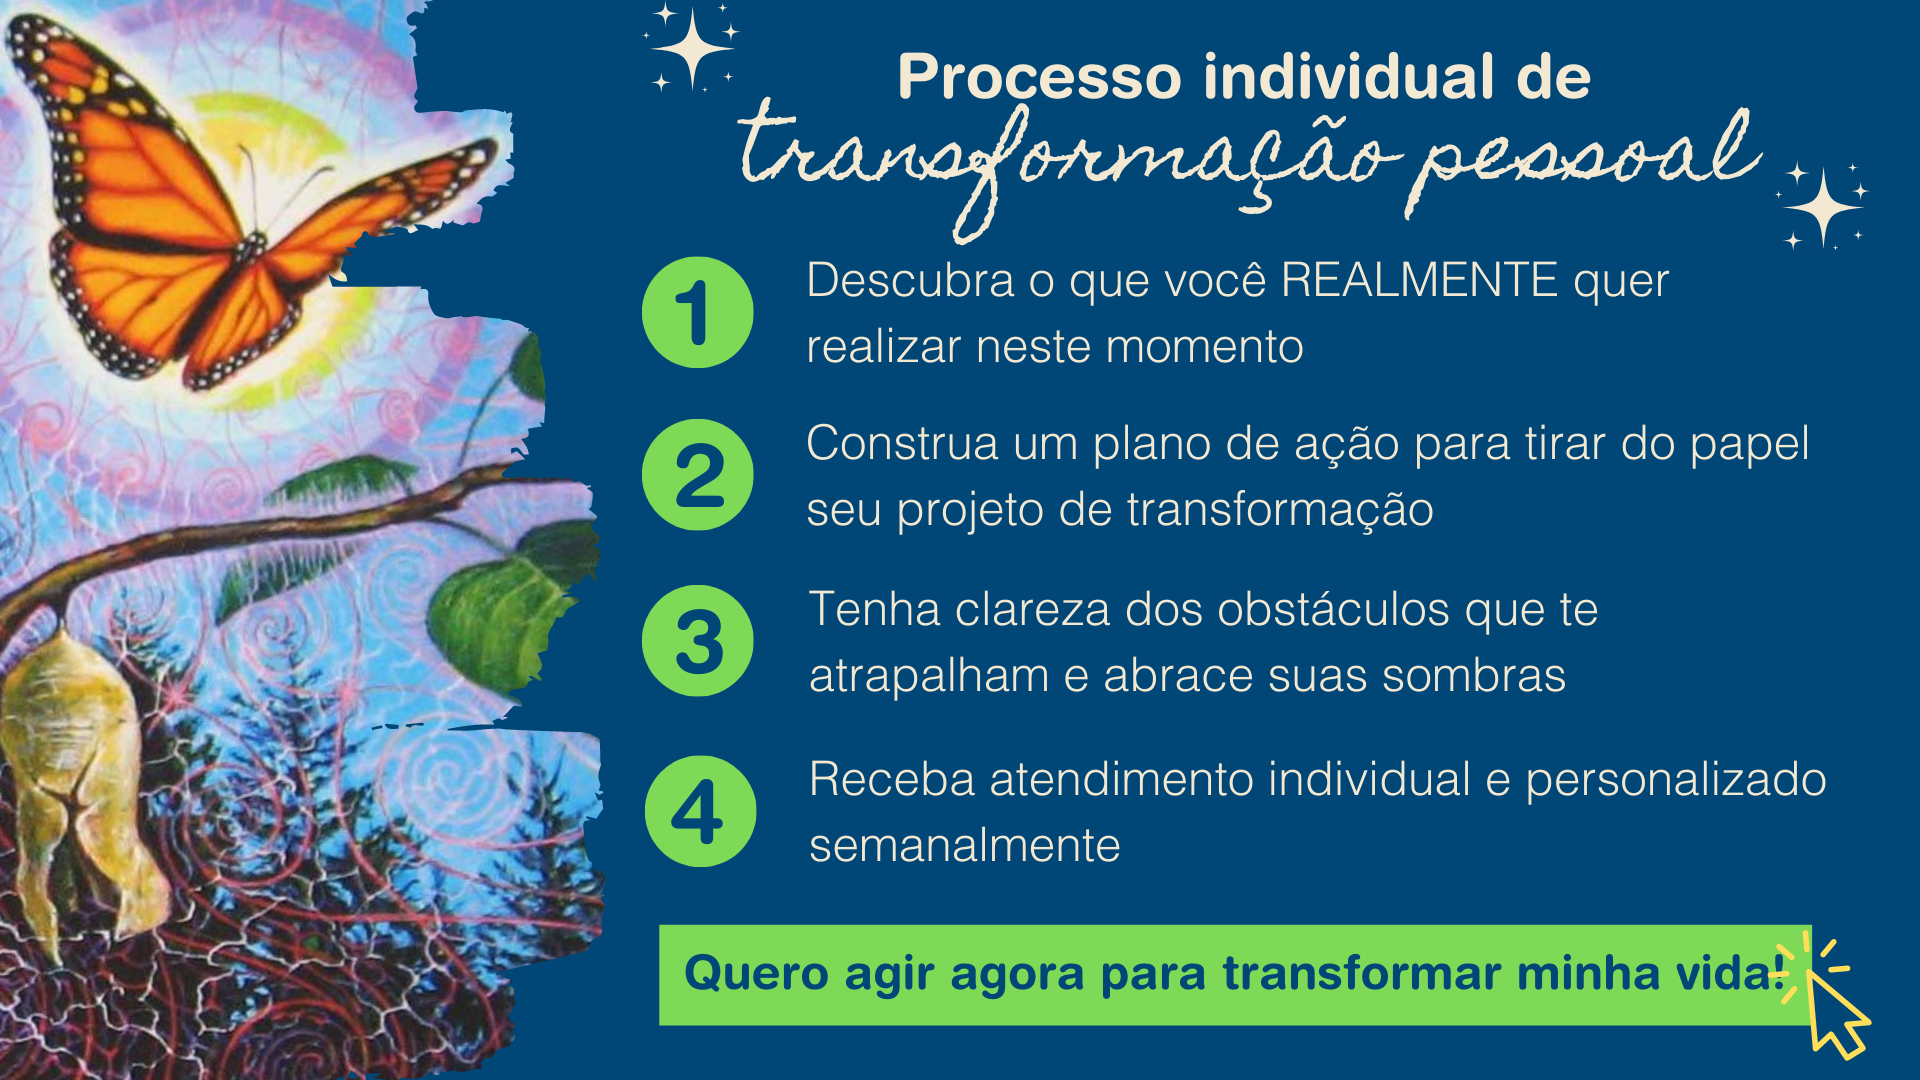 Processo individual de
transformação pessoal
1
Descubra o que você REALMENTE quer
realizar neste momento
2
Construa um plano de ação para tirar do papel
seu projeto de transformação
3
Tenha clareza dos obstáculos que te
atrapalham e abrace suas sombras
4
Receba atendimento individual e personalizado
semanalmente
Quero agir agora para transformar minha vida!